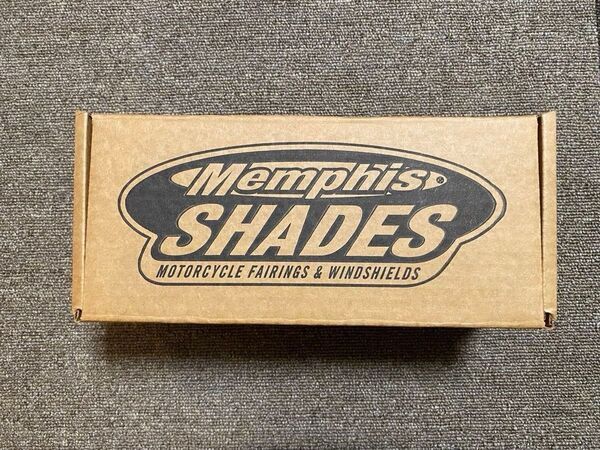 Memphis®
SHADES
MOTORCYCLE FAIRINGS & WINDSHIELDS